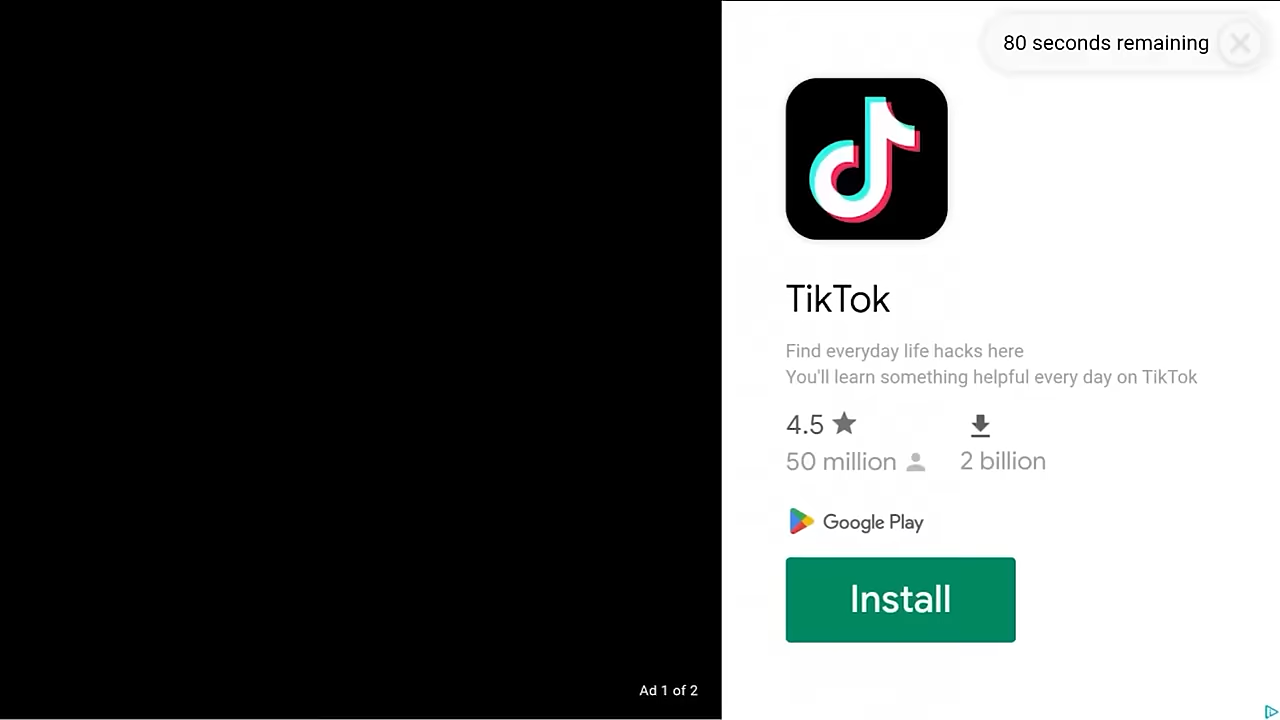 80 seconds remaining
TikTok
Find everyday life hacks here
You'll learn something helpful every day on TikTok
4.5
50 million
2 billion
Google Play
Install
Ad 1 of 2